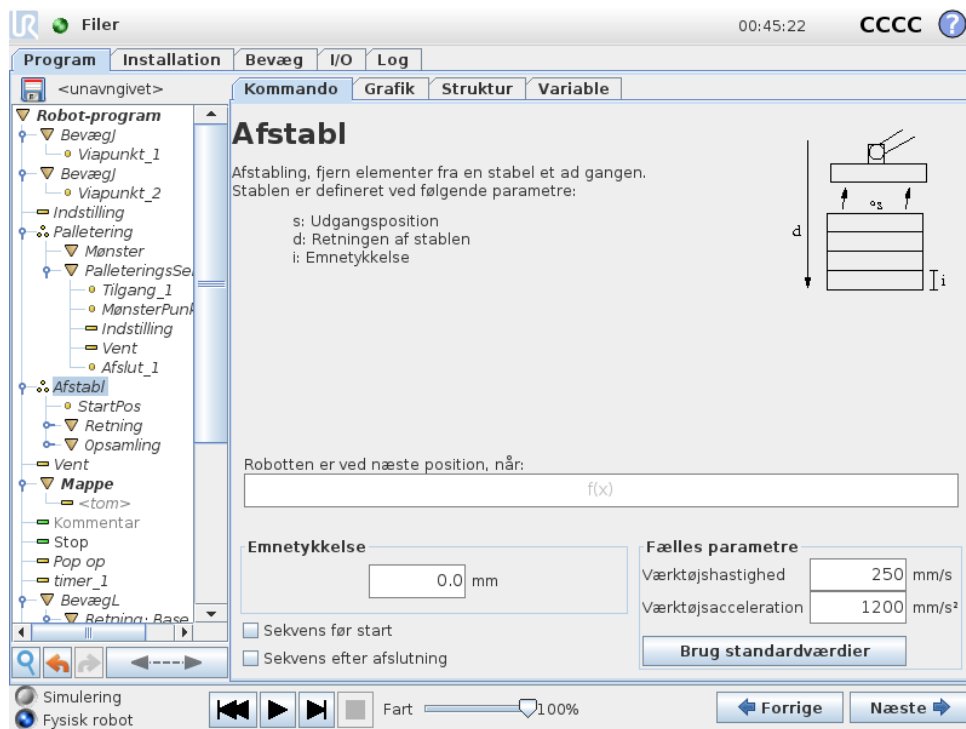 UR Filer 00:45:22 CCCC ?
Program Installation Bevæg I/O Log
<unavngivet>
Kommando Grafik Struktur Variable
Robot-program
BevægJ
Viapunkt_1
BevægJ
Viapunkt_2
Indstilling
Palletering
Mønster
PalleteringsSe
Tilgang_1
MønsterPunk
Indstilling
Vent
Afslut_1
Afstabl
StartPos
Retning
Opsamling
Vent
Mappe
<tom>
Kommentar
Stop
Pop op
timer_1
BevægL
Retning: Base
Afstabl
Afstabling, fjern elementer fra en stabel et ad gangen.
Stablen er defineret ved følgende parametre:
s: Udgangsposition
d: Retningen af stablen
i: Emnetykkelse
s
d
i
Robotten er ved næste position, når:
f(x)
Emnetykkelse
0.0 mm
Sekvens før start
Sekvens efter afslutning
Fælles parametre
Værktøjshastighed 250 mm/s
Værktøjsacceleration 1200 mm/s²
Brug standardværdier
Simulering
Fysisk robot
Fart 100%
Forrige Næste